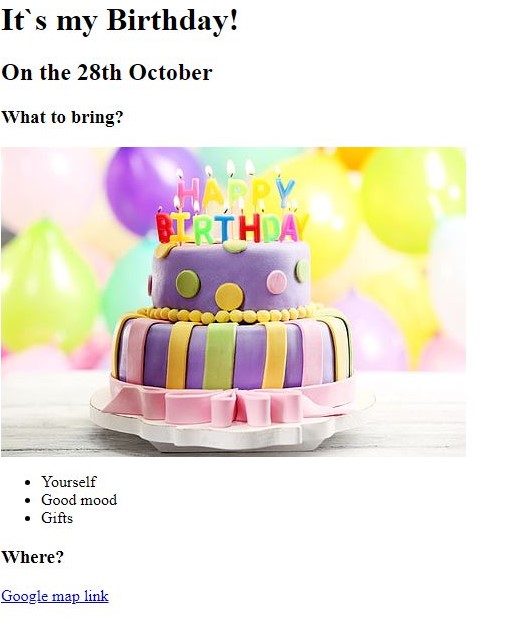 It`s my Birthday!
On the 28th October
What to bring?
HAPPY
BIRTHDAY
Yourself
Good mood
Gifts
Where?
Google map link